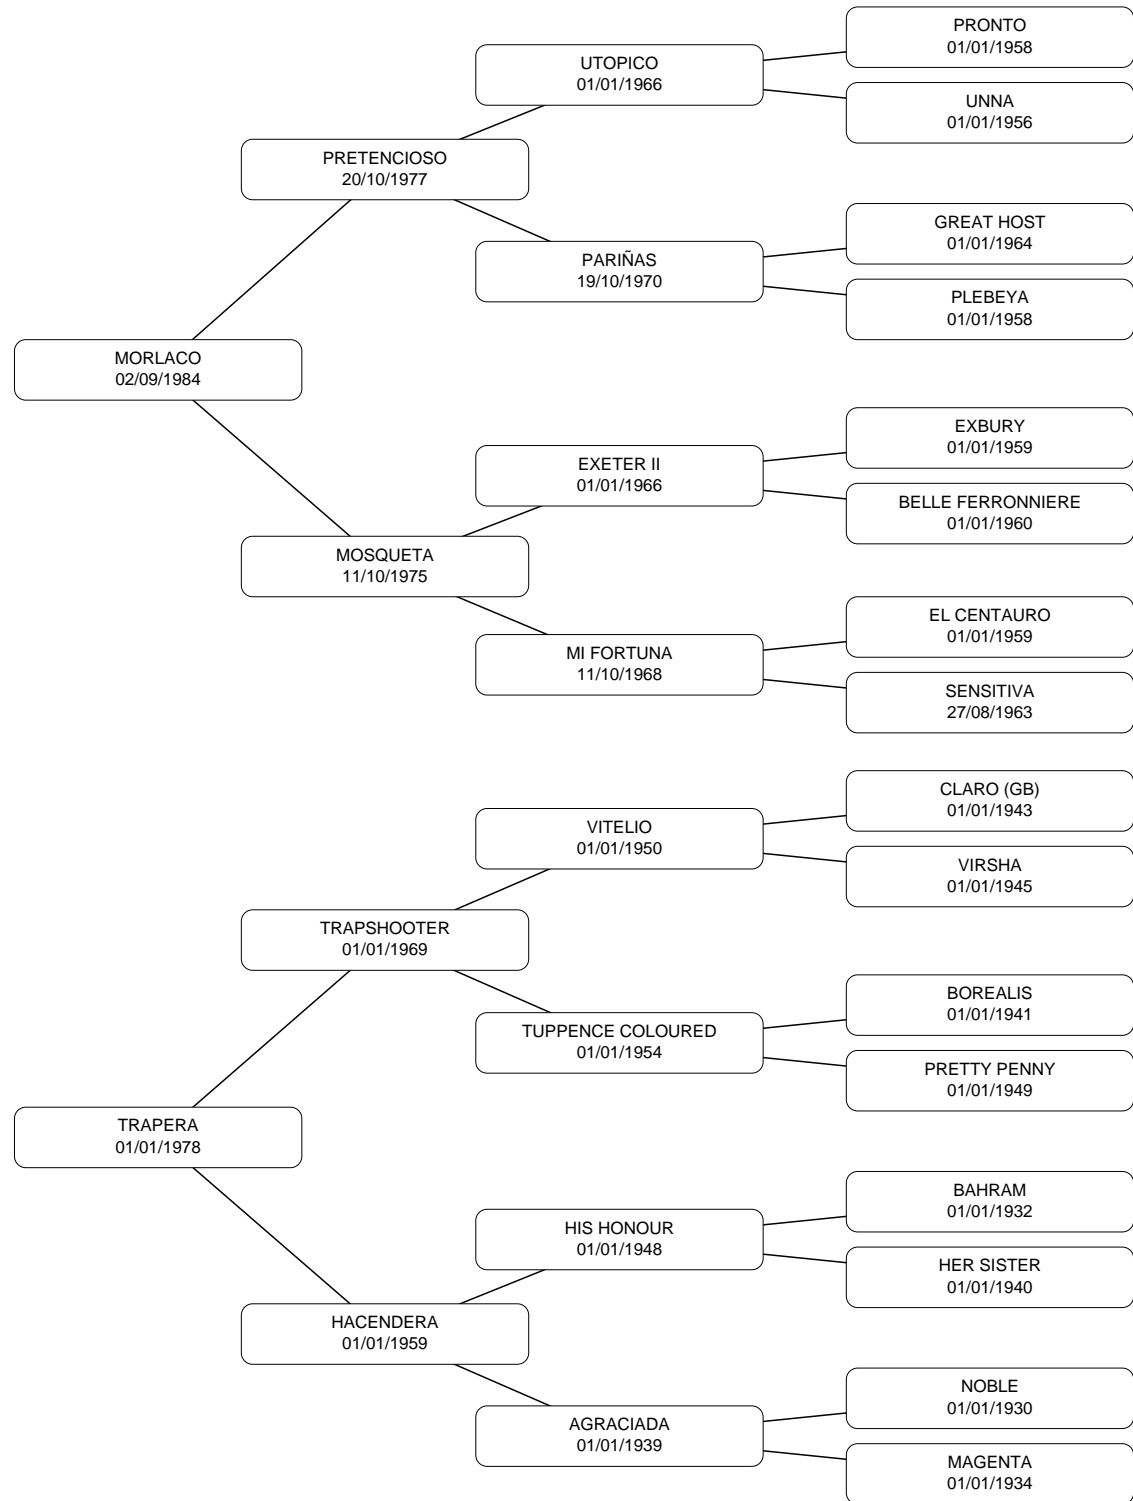 PRONTO
01/01/1958
UTOPICO
01/01/1966
UNNA
01/01/1956
PRETENCIOSO
20/10/1977
GREAT HOST
01/01/1964
PARIÑAS
19/10/1970
PLEBEYA
01/01/1958
MORLACO
02/09/1984
EXBURY
01/01/1959
EXETER II
01/01/1966
BELLE FERRONNIERE
01/01/1960
MOSQUETA
11/10/1975
EL CENTAURO
01/01/1959
MI FORTUNA
11/10/1968
SENSITIVA
27/08/1963
CLARO (GB)
01/01/1943
VITELIO
01/01/1950
VIRSHA
01/01/1945
TRAPSHOOTER
01/01/1969
BOREALIS
01/01/1941
TUPPENCE COLOURED
01/01/1954
PRETTY PENNY
01/01/1949
TRAPERA
01/01/1978
BAHRAM
01/01/1932
HIS HONOUR
01/01/1948
HER SISTER
01/01/1940
HACENDERA
01/01/1959
NOBLE
01/01/1930
AGRACIADA
01/01/1939
MAGENTA
01/01/1934